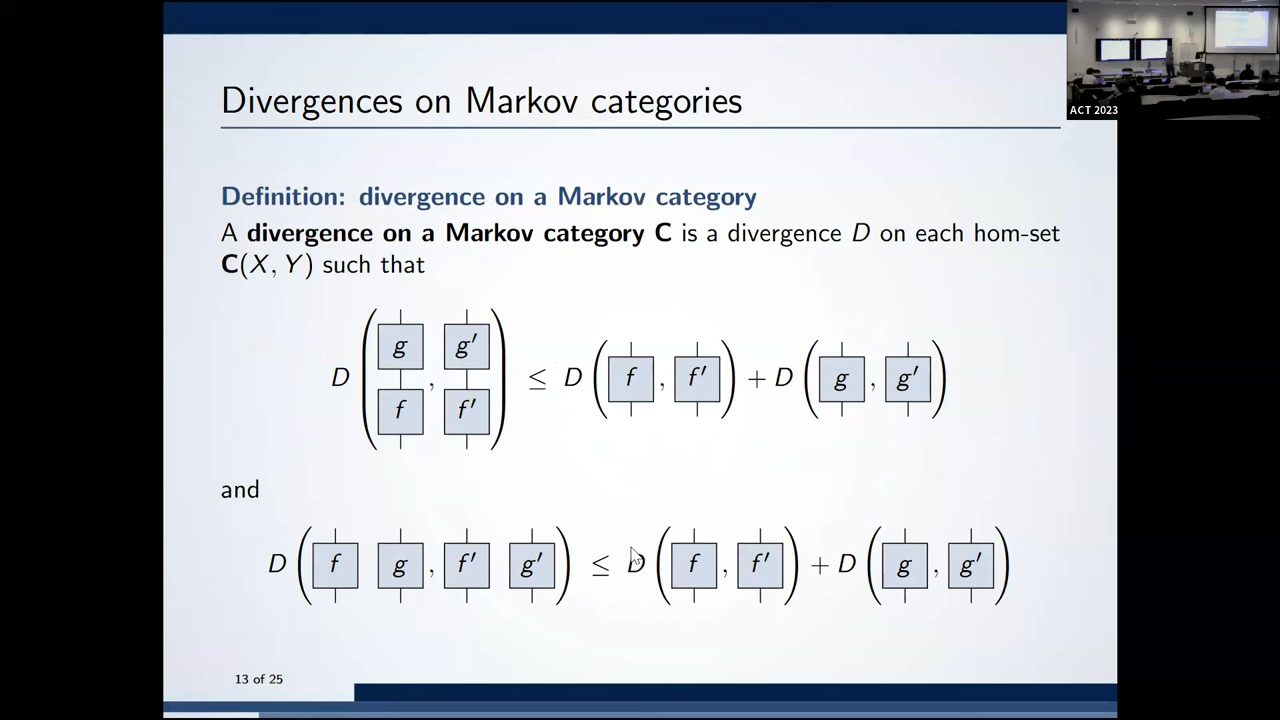 ACT 2023
Divergences on Markov categories
Definition: divergence on a Markov category
A divergence on a Markov category C is a divergence D on each hom-set
C(X, Y) such that
D ( g g′
f , f′ ) ≤ D ( f , f′ ) + D ( g , g′ )
and
D ( f g , f′ g′ ) ≤ D ( f , f′ ) + D ( g , g′ )
13 of 25